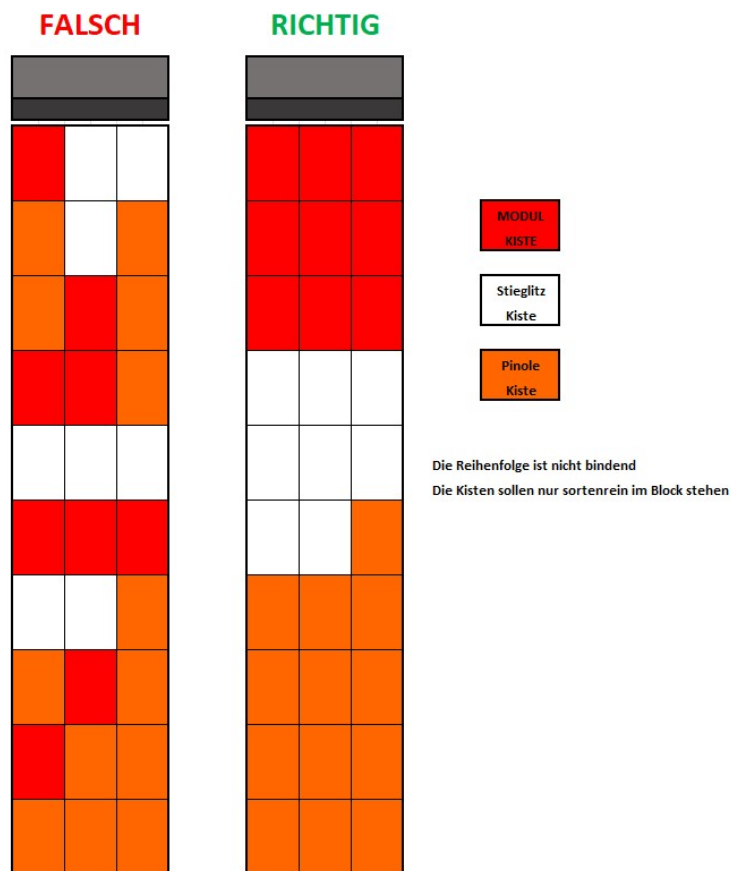 FALSCH
RICHTIG
MODUL
KISTE
Stieglitz
Kiste
Pinole
Kiste
Die Reihenfolge ist nicht bindend
Die Kisten sollen nur sortenrein im Block stehen